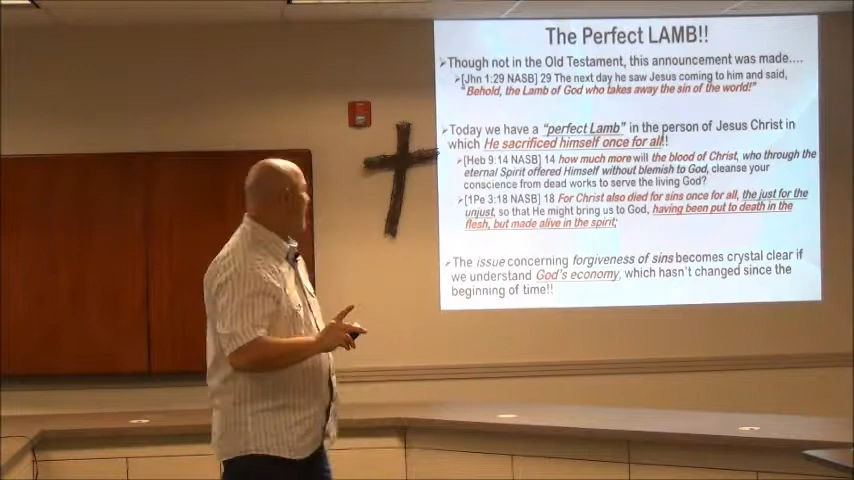 The Perfect LAMB!!
Though not in the Old Testament, this announcement was made....
[Jhn 1:29 NASB] 29 The next day he saw Jesus coming to him and said,
"Behold, the Lamb of God who takes away the sin of the world!"
Today we have a "perfect Lamb" in the person of Jesus Christ in
which He sacrificed himself once for all!!
[Heb 9:14 NASB] 14 how much more will the blood of Christ, who through the
eternal Spirit offered Himself without blemish to God, cleanse your
conscience from dead works to serve the living God?
[1Pe 3:18 NASB] 18 For Christ also died for sins once for all, the just for the
unjust, so that He might bring us to God, having been put to death in the
flesh, but made alive in the spirit;
The issue concerning forgiveness of sins becomes crystal clear if
we understand God's economy, which hasn't changed since the
beginning of time!!